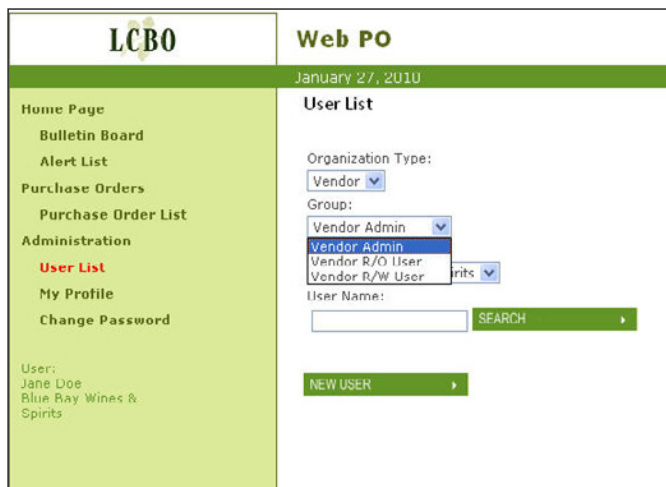 LCBO
Web PO
January 27, 2010
Home Page
Bulletin Board
Alert List
Purchase Orders
Purchase Order List
Administration
User List
My Profile
Change Password
User:
Jane Doe
Blue Bay Wines &
Spirits
User List
Organization Type:
Vendor
Group:
Vendor Admin
Vendor Admin
Vendor R/O User
Vendor R/W User
irits
User Name:
SEARCH
NEW USER